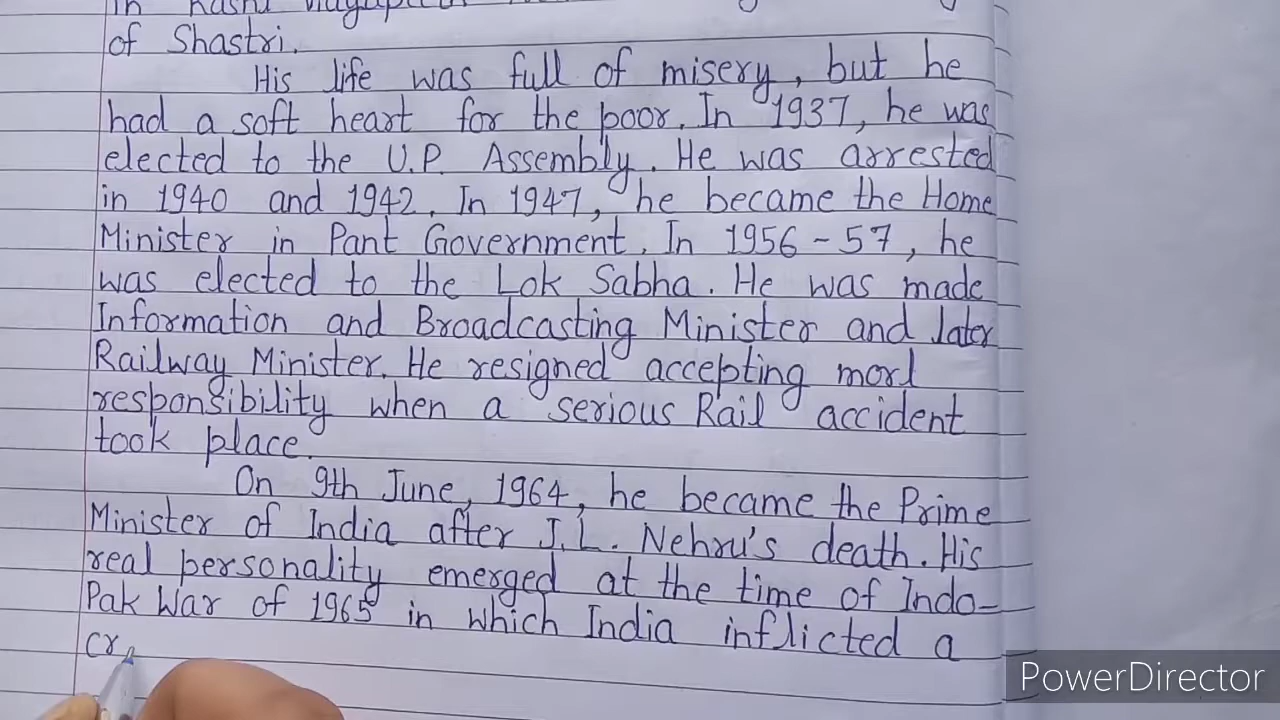 in Kashi
of Shastri.
His life was full of misery, but he
had a soft heart for the poor. In 1937, he was
elected to the U.P. Assembly. He was arrested
in 1940 and 1942. In 1947, he became the Home
Minister in Pant Government. In 1956-57, he
was elected to the Lok Sabha. He was made
Information and Broadcasting Minister and later
Railway Minister. He resigned accepting morl
responsibility when a serious Rail accident
took place.
On 9th June, 1964, he became the Prime
Minister of India after J.L. Nehru's death. His
real personality emerged at the time of Indo-
Pak War of 1965 in which India inflicted a
cr
PowerDirector